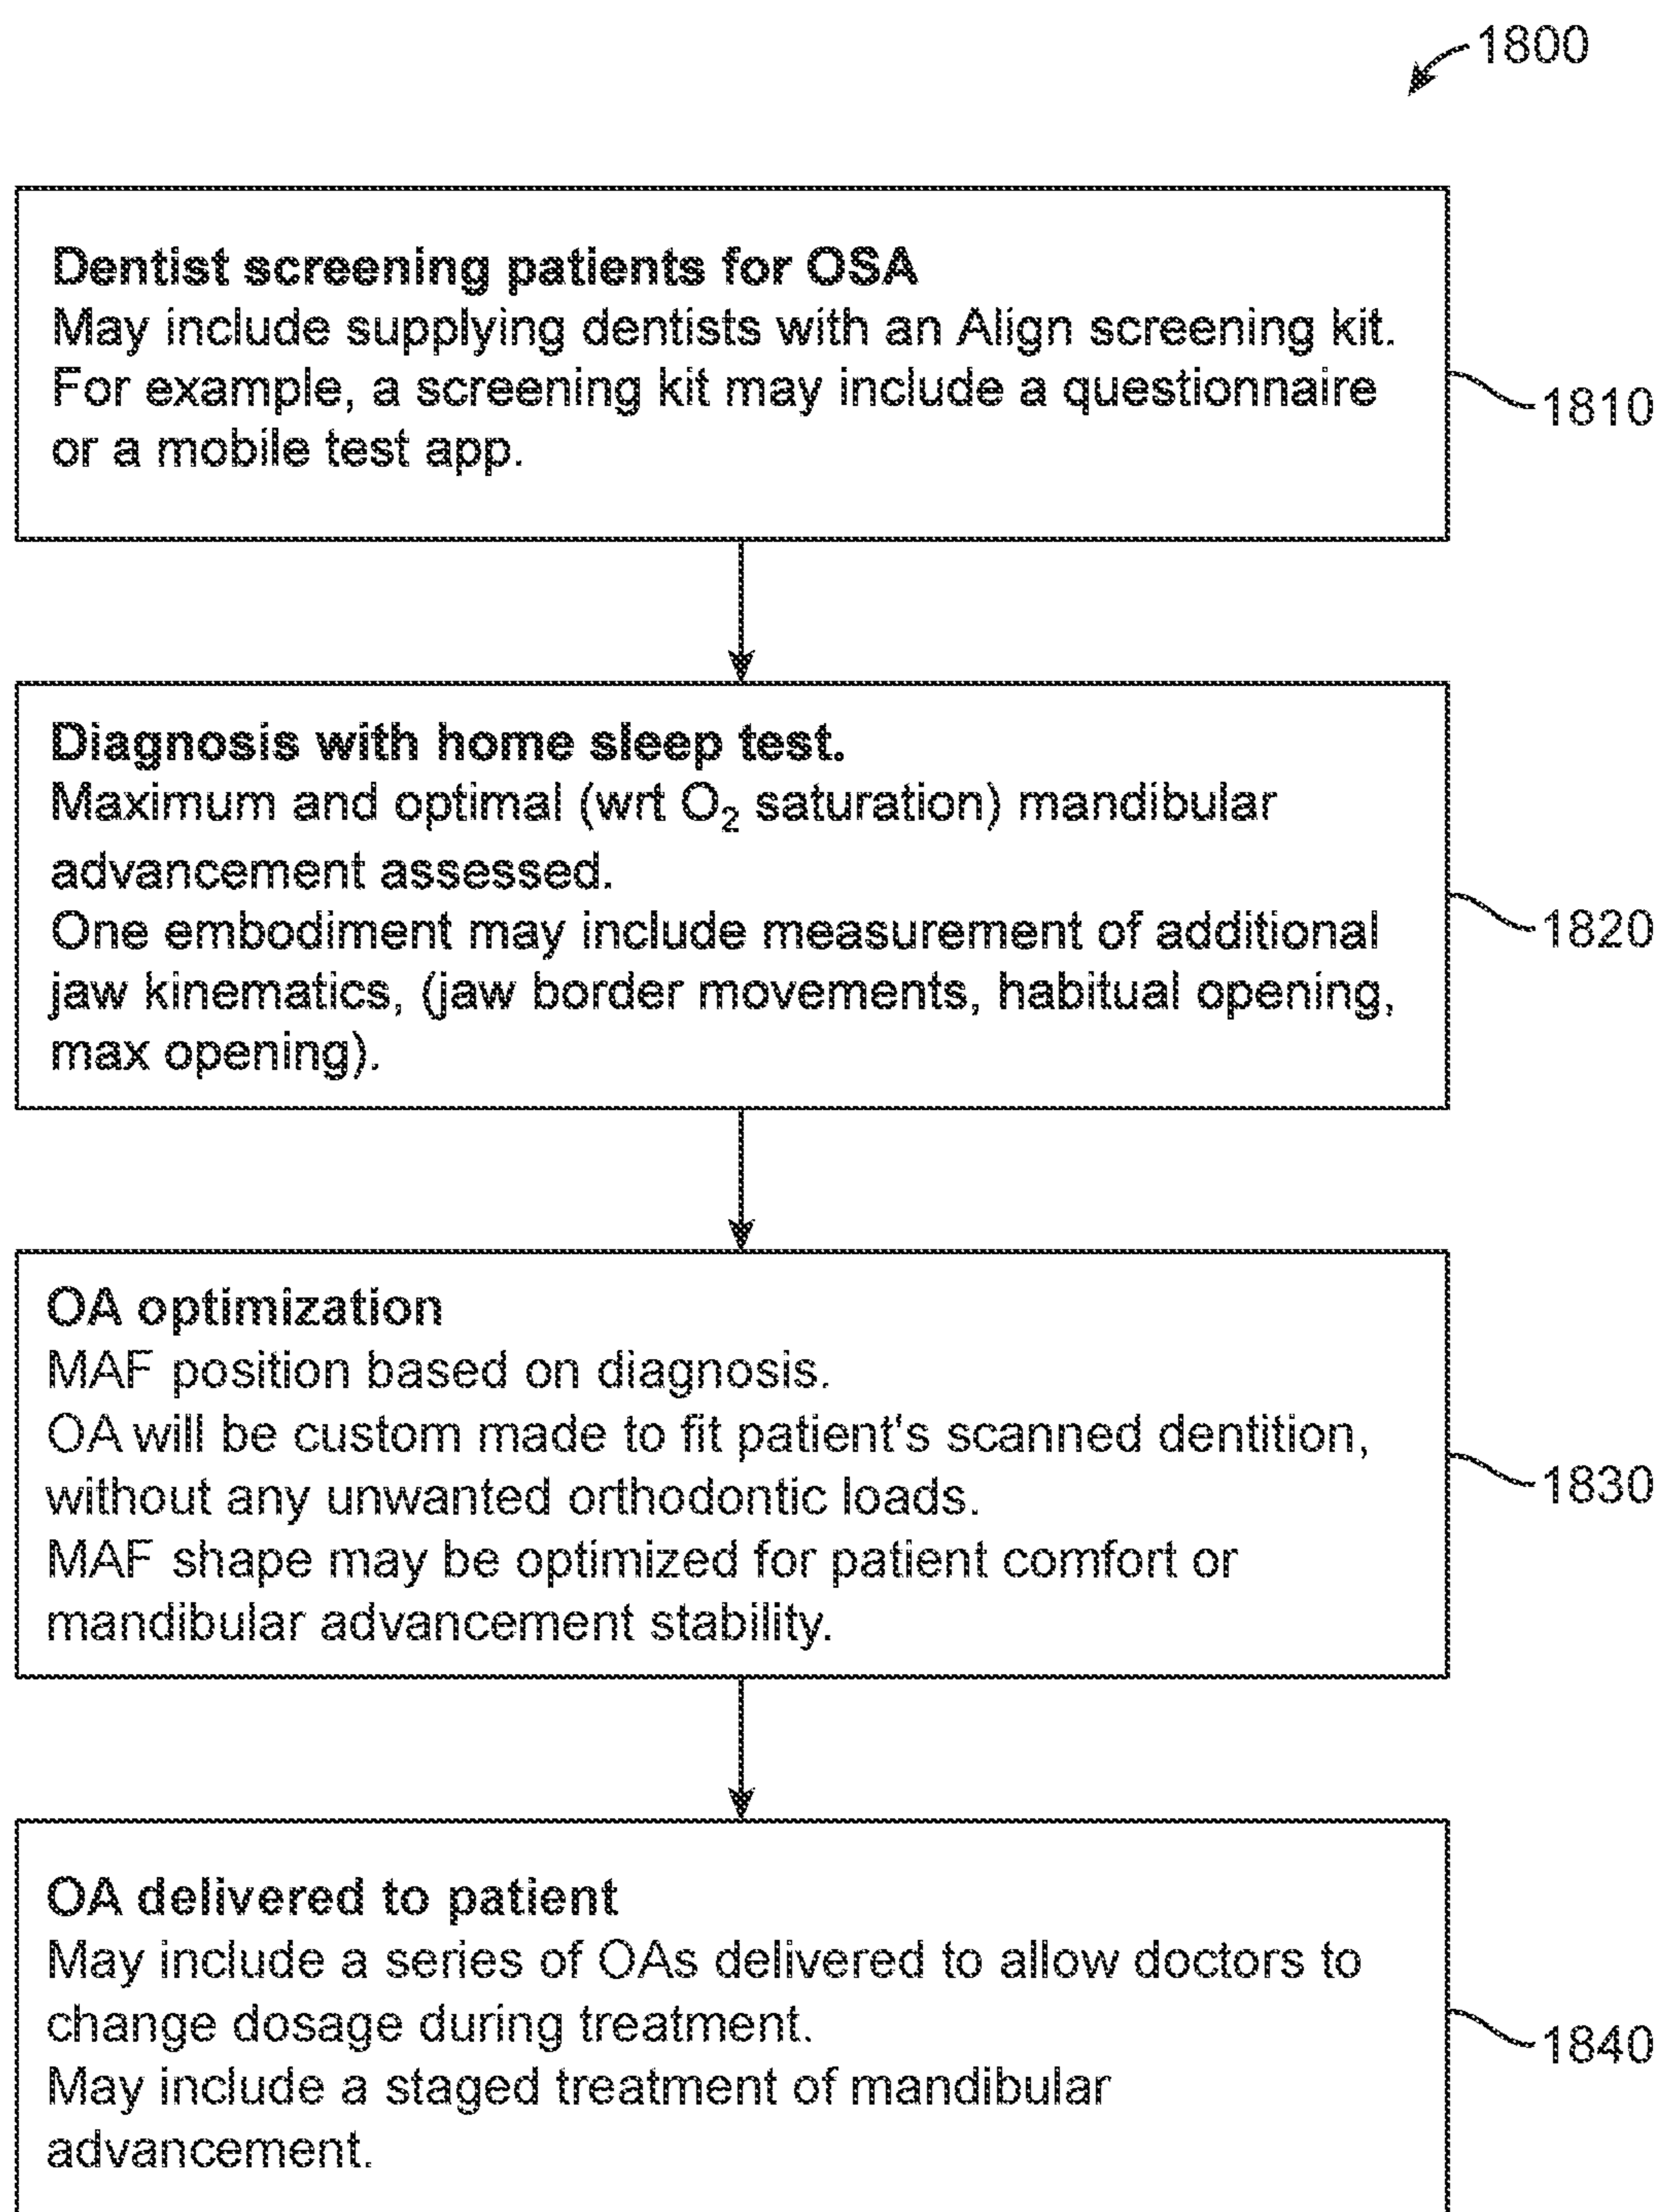 1800
Dentist screening patients for OSA
May include supplying dentists with an Align screening kit.
For example, a screening kit may include a questionnaire
or a mobile test app.
1810
Diagnosis with home sleep test.
Maximum and optimal (wrt O₂ saturation) mandibular
advancement assessed.
One embodiment may include measurement of additional
jaw kinematics, (jaw border movements, habitual opening,
max opening).
1820
OA optimization
MAF position based on diagnosis.
OA will be custom made to fit patient's scanned dentition,
without any unwanted orthodontic loads.
MAF shape may be optimized for patient comfort or
mandibular advancement stability.
1830
OA delivered to patient
May include a series of OAs delivered to allow doctors to
change dosage during treatment.
May include a staged treatment of mandibular
advancement.
1840